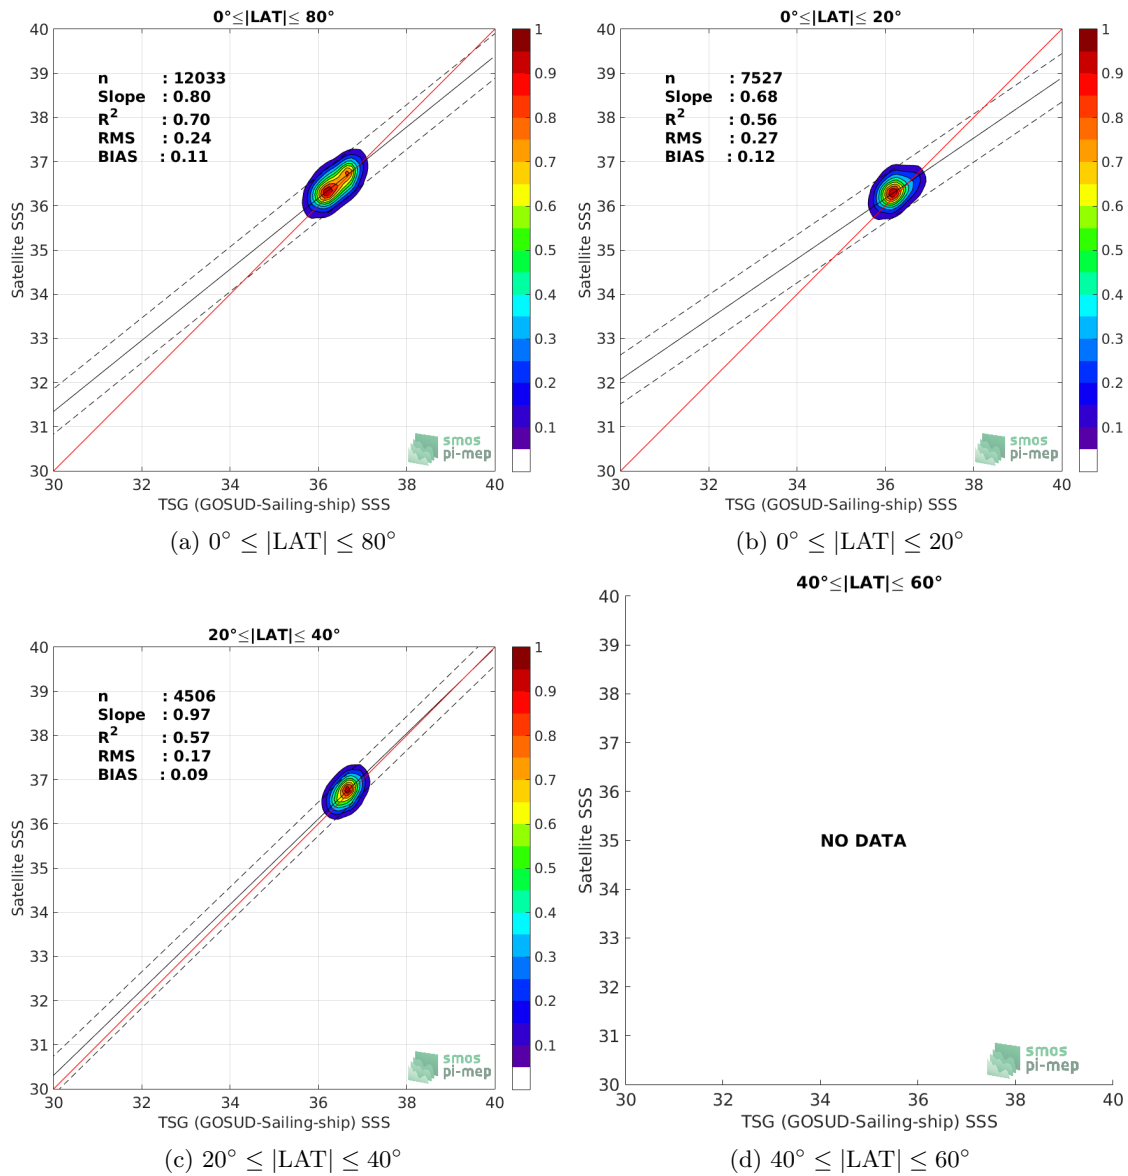 0°≤|LAT|≤ 80°
40
39
38
37
36
35
34
33
32
31
30
30
32
34
36
38
40
Satellite SSS
TSG (GOSUD-Sailing-ship) SSS
n : 12033
Slope : 0.80
R² : 0.70
RMS : 0.24
BIAS : 0.11
1
0.9
0.8
0.7
0.6
0.5
0.4
0.3
0.2
0.1
smos
pi-mep
(a) 0° ≤ |LAT| ≤ 80°
0°≤|LAT|≤ 20°
40
39
38
37
36
35
34
33
32
31
30
30
32
34
36
38
40
Satellite SSS
TSG (GOSUD-Sailing-ship) SSS
n : 7527
Slope : 0.68
R² : 0.56
RMS : 0.27
BIAS : 0.12
1
0.9
0.8
0.7
0.6
0.5
0.4
0.3
0.2
0.1
smos
pi-mep
(b) 0° ≤ |LAT| ≤ 20°
20°≤|LAT|≤ 40°
40
39
38
37
36
35
34
33
32
31
30
30
32
34
36
38
40
Satellite SSS
TSG (GOSUD-Sailing-ship) SSS
n : 4506
Slope : 0.97
R² : 0.57
RMS : 0.17
BIAS : 0.09
1
0.9
0.8
0.7
0.6
0.5
0.4
0.3
0.2
0.1
smos
pi-mep
(c) 20° ≤ |LAT| ≤ 40°
40°≤|LAT|≤ 60°
40
39
38
37
36
35
34
33
32
31
30
30
32
34
36
38
40
Satellite SSS
TSG (GOSUD-Sailing-ship) SSS
NO DATA
smos
pi-mep
(d) 40° ≤ |LAT| ≤ 60°